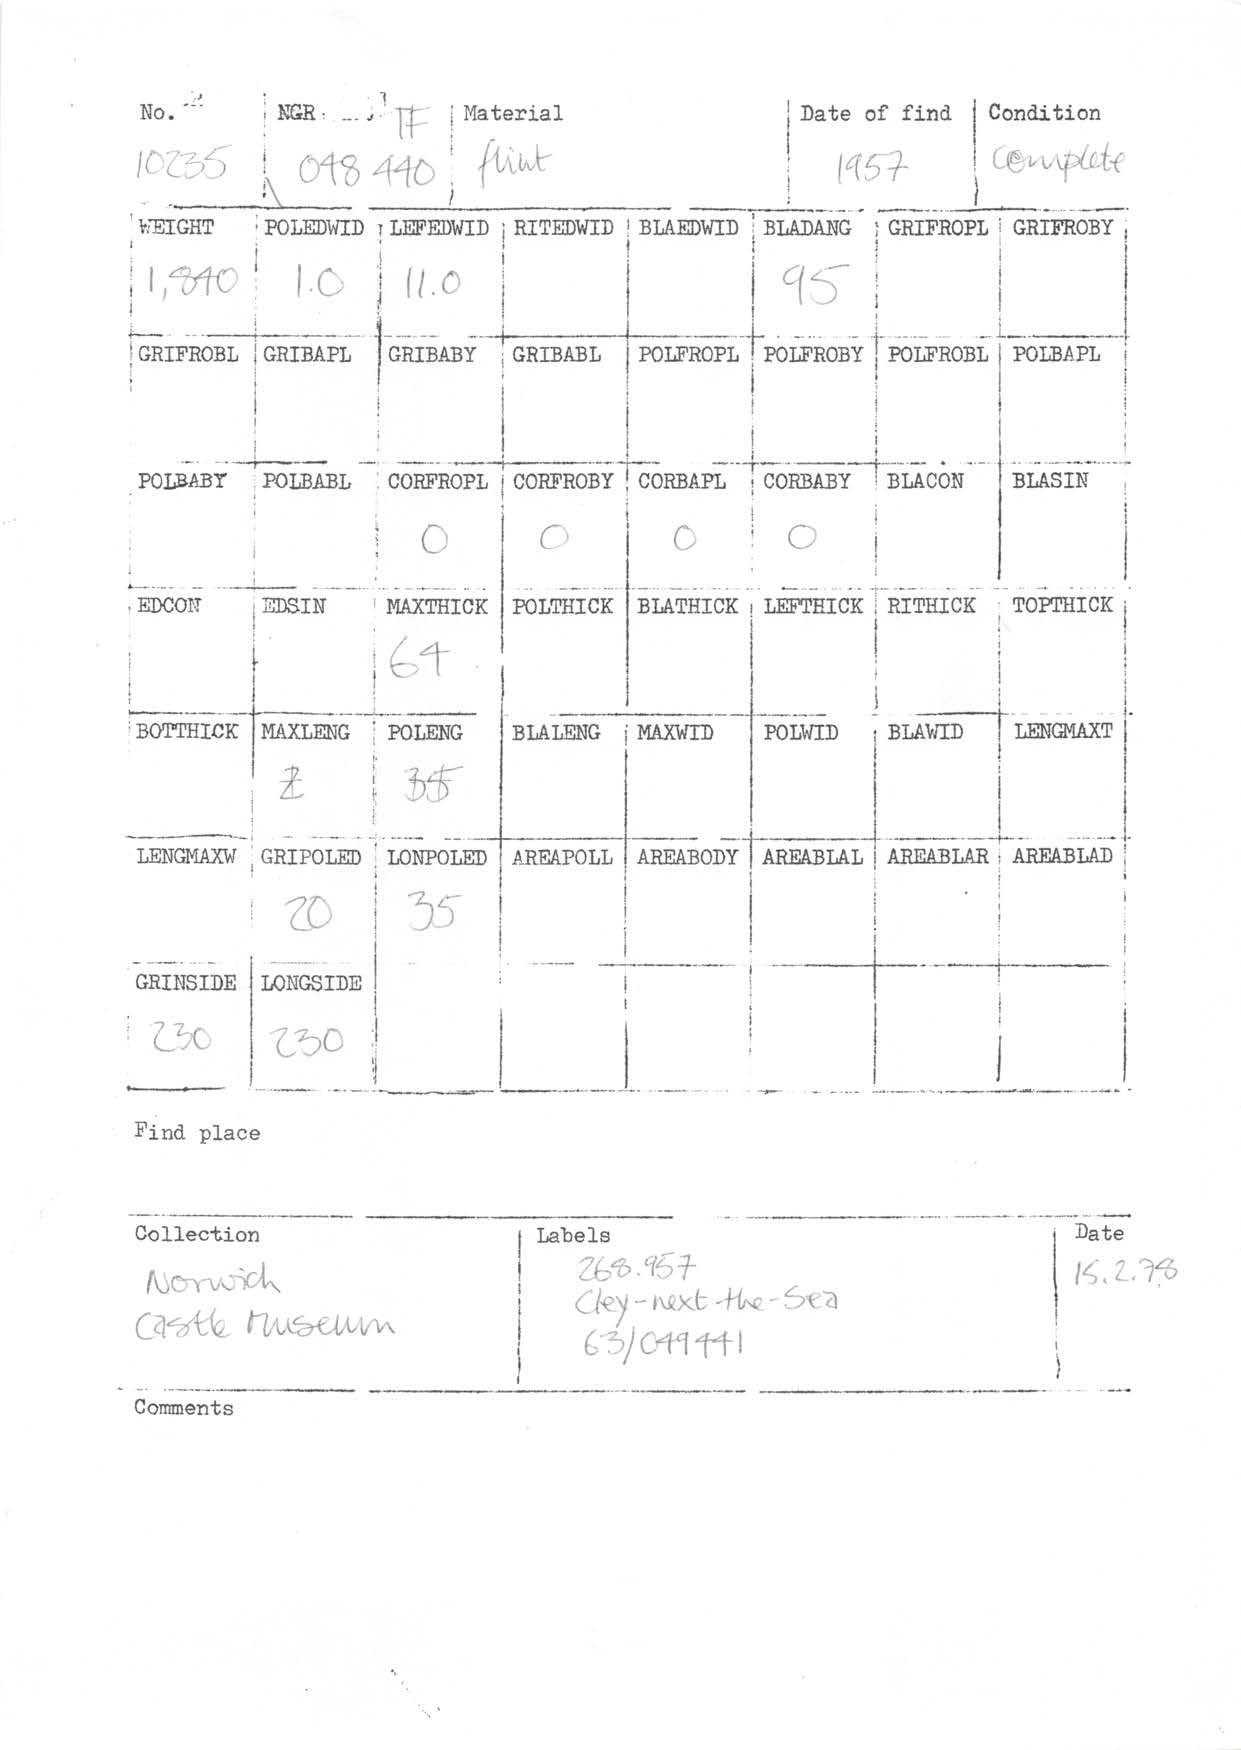 No. NGR TF Material Date of find Condition
10235 048 440 flint 1957 complete
WEIGHT POLEDWID LEFEDWID RITEDWID BLAEDWID BLADANG GRIFROPL GRIFROBY
1,840 1.0 11.0 95
GRIFROBL GRIBAPL GRIBABY GRIBABL POLFROPL POLFROBY POLFROBL POLBAPL
POLBABY POLBABL CORFROPL CORFROBY CORBAPL CORBABY BLACON BLASIN
0 0 0 0
EDCON EDSIN MAXTHICK POLTHICK BLATHICK LEFTHICK RITHICK TOPTHICK
64
BOTTHICK MAXLENG POLENG BLALENG MAXWID POLWID BLAWID LENGMAXT
35
LENGMAXW GRIPOLED LONPOLED AREAPOLL AREABODY AREABLAL AREABLAR AREABLAD
20 35
GRINSIDE LONGSIDE
230 230
Find place
Collection Labels Date
Norwich 268.957 15.2.78
Castle Museum Cley-next-the-Sea
63/049441
Comments